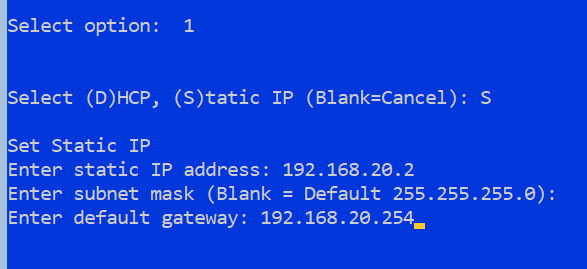 Select option:  1
Select (D)HCP, (S)tatic IP (Blank=Cancel): S
Set Static IP
Enter static IP address: 192.168.20.2
Enter subnet mask (Blank = Default 255.255.255.0):
Enter default gateway: 192.168.20.254